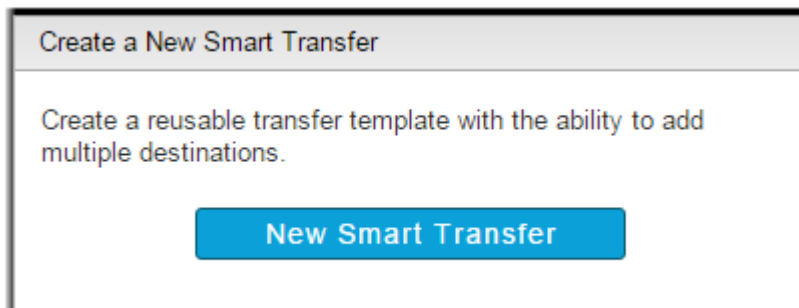 Create a New Smart Transfer
Create a reusable transfer template with the ability to add
multiple destinations.
New Smart Transfer